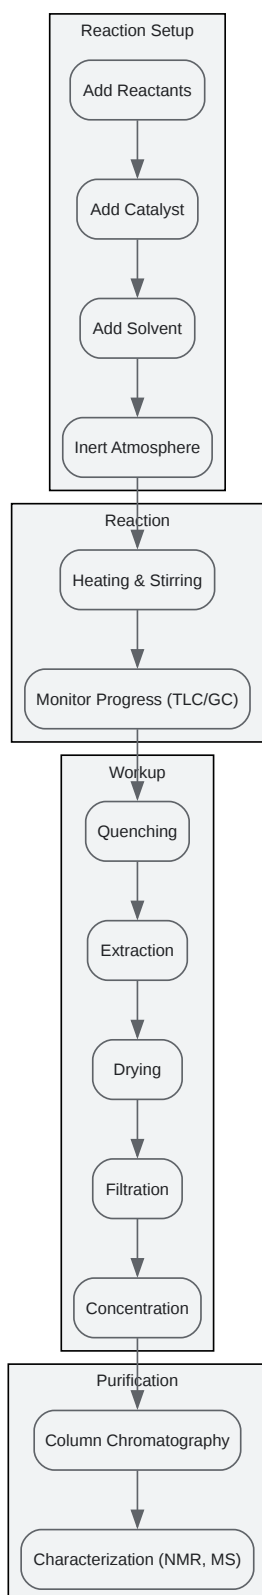 Reaction Setup
Add Reactants
Add Catalyst
Add Solvent
Inert Atmosphere
Reaction
Heating & Stirring
Monitor Progress (TLC/GC)
Workup
Quenching
Extraction
Drying
Filtration
Concentration
Purification
Column Chromatography
Characterization (NMR, MS)